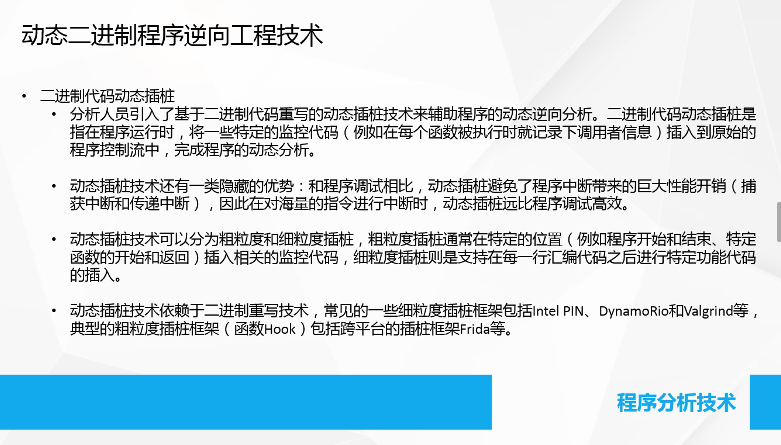 动态二进制程序逆向工程技术
• 二进制代码动态插桩
• 分析人员引入了基于二进制代码重写的动态插桩技术来辅助程序的动态逆向分析。二进制代码动态插桩是
指在程序运行时，将一些特定的监控代码（例如在每个函数被执行时就记录下调用者信息）插入到原始的
程序控制流中，完成程序的动态分析。
• 动态插桩技术还有一类隐藏的优势：和程序调试相比，动态插桩避免了程序中断带来的巨大性能开销（捕
获中断和传递中断），因此在对海量的指令进行中断时，动态插桩远比程序调试高效。
• 动态插桩技术可以分为粗粒度和细粒度插桩，粗粒度插桩通常在特定的位置（例如程序开始和结束、特定
函数的开始和返回）插入相关的监控代码，细粒度插桩则是支持在每一行汇编代码之后进行特定功能代码
的插入。
• 动态插桩技术依赖于二进制重写技术，常见的一些细粒度插桩框架包括Intel PIN、DynamoRio和Valgrind等，
典型的粗粒度插桩框架（函数Hook）包括跨平台的插桩框架Frida等。
程序分析技术